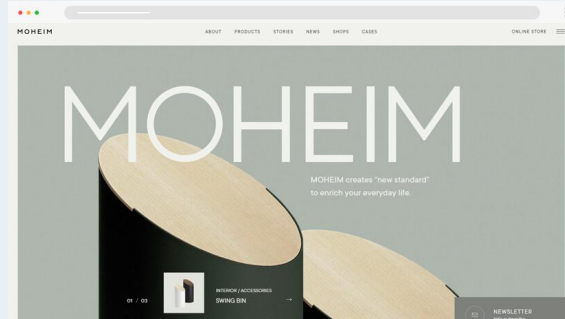 MOHEIM
ABOUT PRODUCTS STORIES NEWS SHOPS CASES
ONLINE STORE
MOHEIM
MOHEIM creates "new standard"
to enrich your everyday life.
INTERIOR / ACCESSORIES
01 / 03
SWING BIN
→
NEWSLETTER